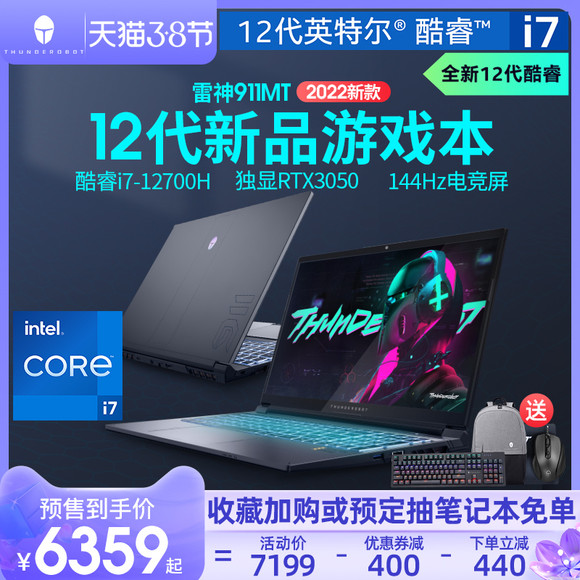 THUNDEROBOT
天猫3.8节
12代英特尔® 酷睿™ i7
全新12代酷睿
雷神911MT 2022新款
12代新品游戏本
酷睿i7-12700H 独显RTX3050 144Hz电竞屏
911
intel.
CORE
i7
THUNDE
Thunderobot
THUNDEROBOT
送
预售到手价
¥6359起
收藏加购或预定抽笔记本免单
= 活动价 7199 - 优惠券减 400 - 下单立减 440